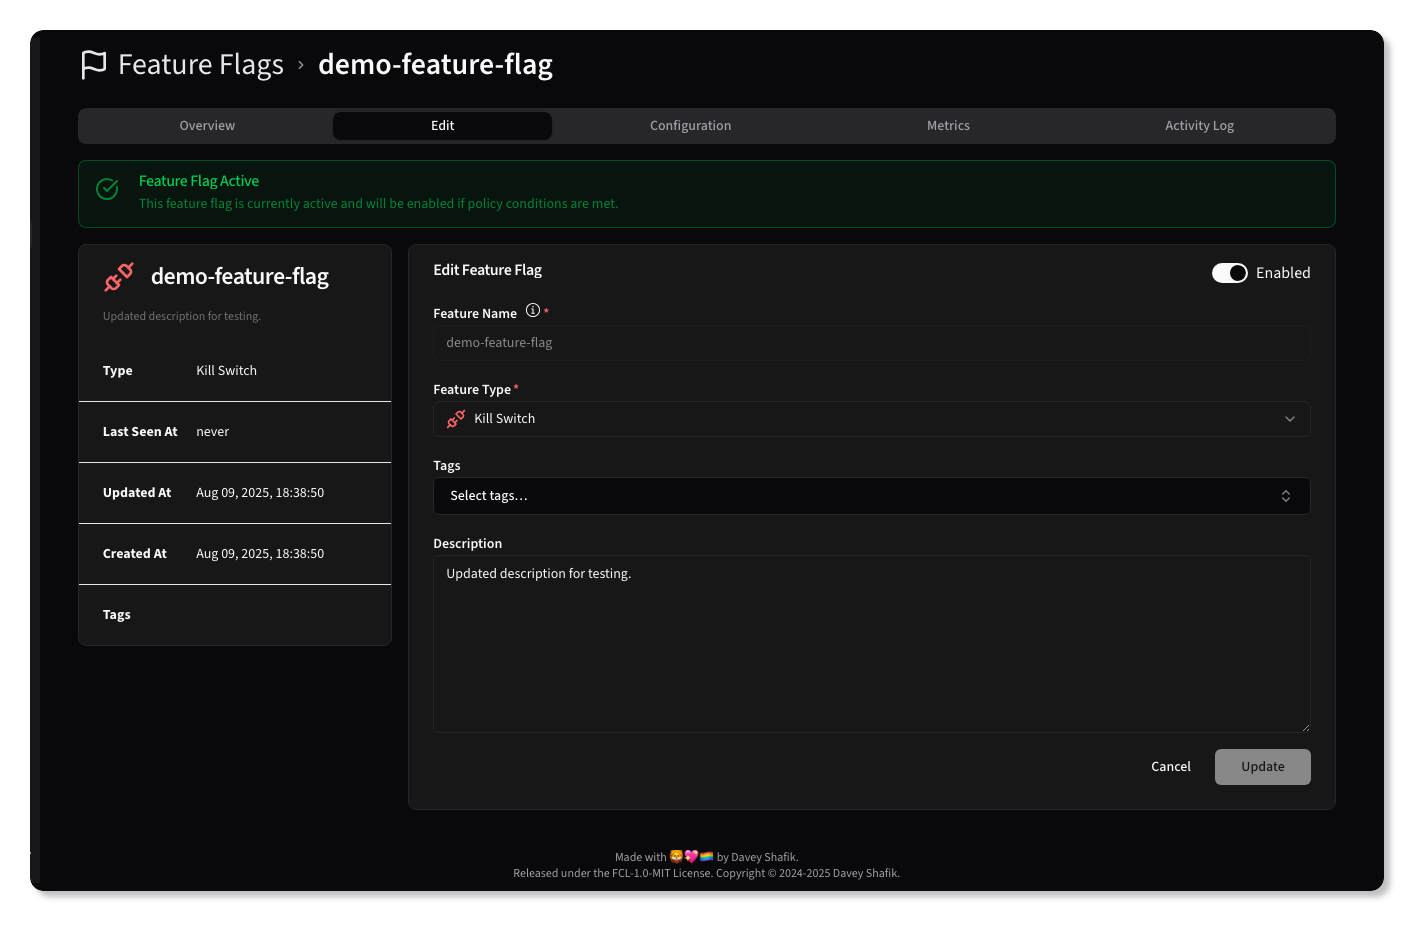 Feature Flags › demo-feature-flag
Overview
Edit
Configuration
Metrics
Activity Log
Feature Flag Active
This feature flag is currently active and will be enabled if policy conditions are met.
demo-feature-flag
Updated description for testing.
Type Kill Switch
Last Seen At never
Updated At Aug 09, 2025, 18:38:50
Created At Aug 09, 2025, 18:38:50
Tags
Edit Feature Flag
Enabled
Feature Name *
demo-feature-flag
Feature Type *
Kill Switch
Tags
Select tags...
Description
Updated description for testing.
Cancel
Update
Made with 🦁💖🏳️‍🌈 by Davey Shafik.
Released under the FCL-1.0-MIT License. Copyright © 2024-2025 Davey Shafik.